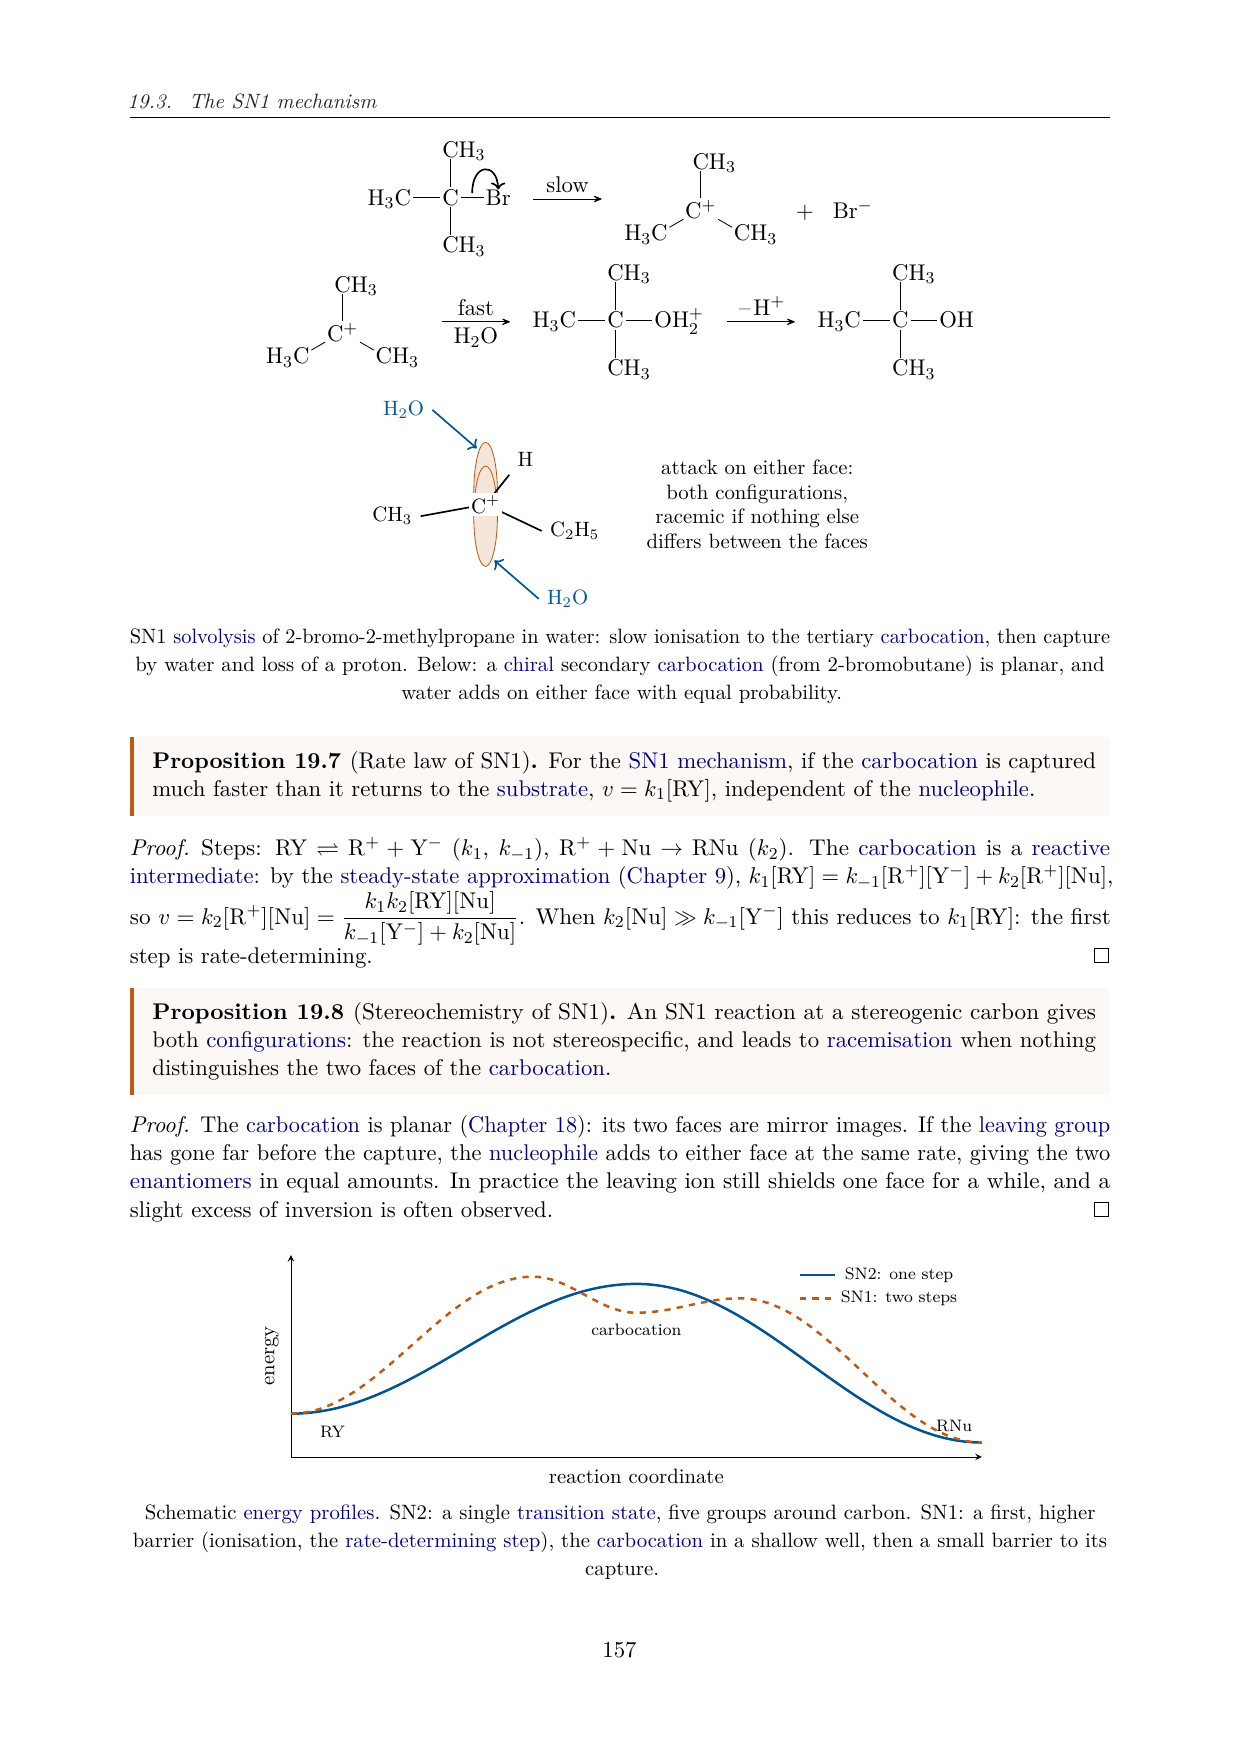 19.3. The SN1 mechanism
CH₃
H₃C C Br
CH₃
slow
CH₃
C⁺
H₃C CH₃
+ Br⁻
CH₃
C⁺
H₃C CH₃
fast
H₂O
CH₃
H₃C C OH₂⁺
CH₃
–H⁺
CH₃
H₃C C OH
CH₃
H₂O
H
C⁺
CH₃
C₂H₅
H₂O
attack on either face:
both configurations,
racemic if nothing else
differs between the faces
SN1 solvolysis of 2-bromo-2-methylpropane in water: slow ionisation to the tertiary carbocation, then capture
by water and loss of a proton. Below: a chiral secondary carbocation (from 2-bromobutane) is planar, and
water adds on either face with equal probability.
Proposition 19.7 (Rate law of SN1). For the SN1 mechanism, if the carbocation is captured
much faster than it returns to the substrate, v = k₁[RY], independent of the nucleophile.
Proof. Steps: RY ⇌ R⁺ + Y⁻ (k₁, k₋₁), R⁺ + Nu → RNu (k₂). The carbocation is a reactive
intermediate: by the steady-state approximation (Chapter 9), k₁[RY] = k₋₁[R⁺][Y⁻] + k₂[R⁺][Nu],
so v = k₂[R⁺][Nu] = k₁k₂[RY][Nu] / (k₋₁[Y⁻] + k₂[Nu]). When k₂[Nu] ≫ k₋₁[Y⁻] this reduces to k₁[RY]: the first
step is rate-determining. □
Proposition 19.8 (Stereochemistry of SN1). An SN1 reaction at a stereogenic carbon gives
both configurations: the reaction is not stereospecific, and leads to racemisation when nothing
distinguishes the two faces of the carbocation.
Proof. The carbocation is planar (Chapter 18): its two faces are mirror images. If the leaving group
has gone far before the capture, the nucleophile adds to either face at the same rate, giving the two
enantiomers in equal amounts. In practice the leaving ion still shields one face for a while, and a
slight excess of inversion is often observed. □
SN2: one step
SN1: two steps
carbocation
energy
RY
RNu
reaction coordinate
Schematic energy profiles. SN2: a single transition state, five groups around carbon. SN1: a first, higher
barrier (ionisation, the rate-determining step), the carbocation in a shallow well, then a small barrier to its
capture.
157